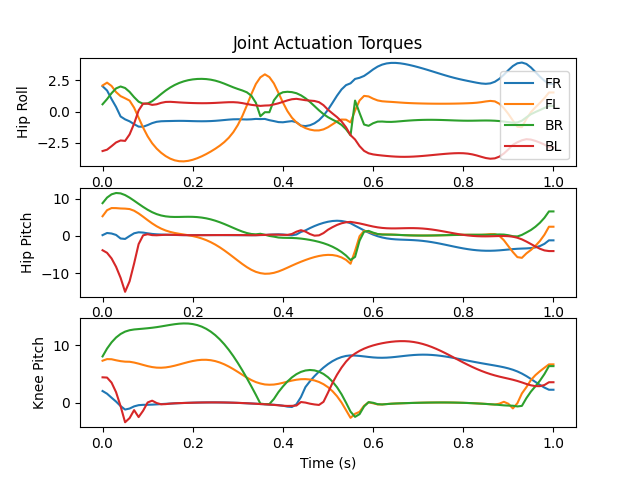 Joint Actuation Torques
Hip Roll
2.5
0.0
−2.5
FR
FL
BR
BL
0.0 0.2 0.4 0.6 0.8 1.0
Hip Pitch
10
0
−10
0.0 0.2 0.4 0.6 0.8 1.0
Knee Pitch
10
0
0.0 0.2 0.4 0.6 0.8 1.0
Time (s)